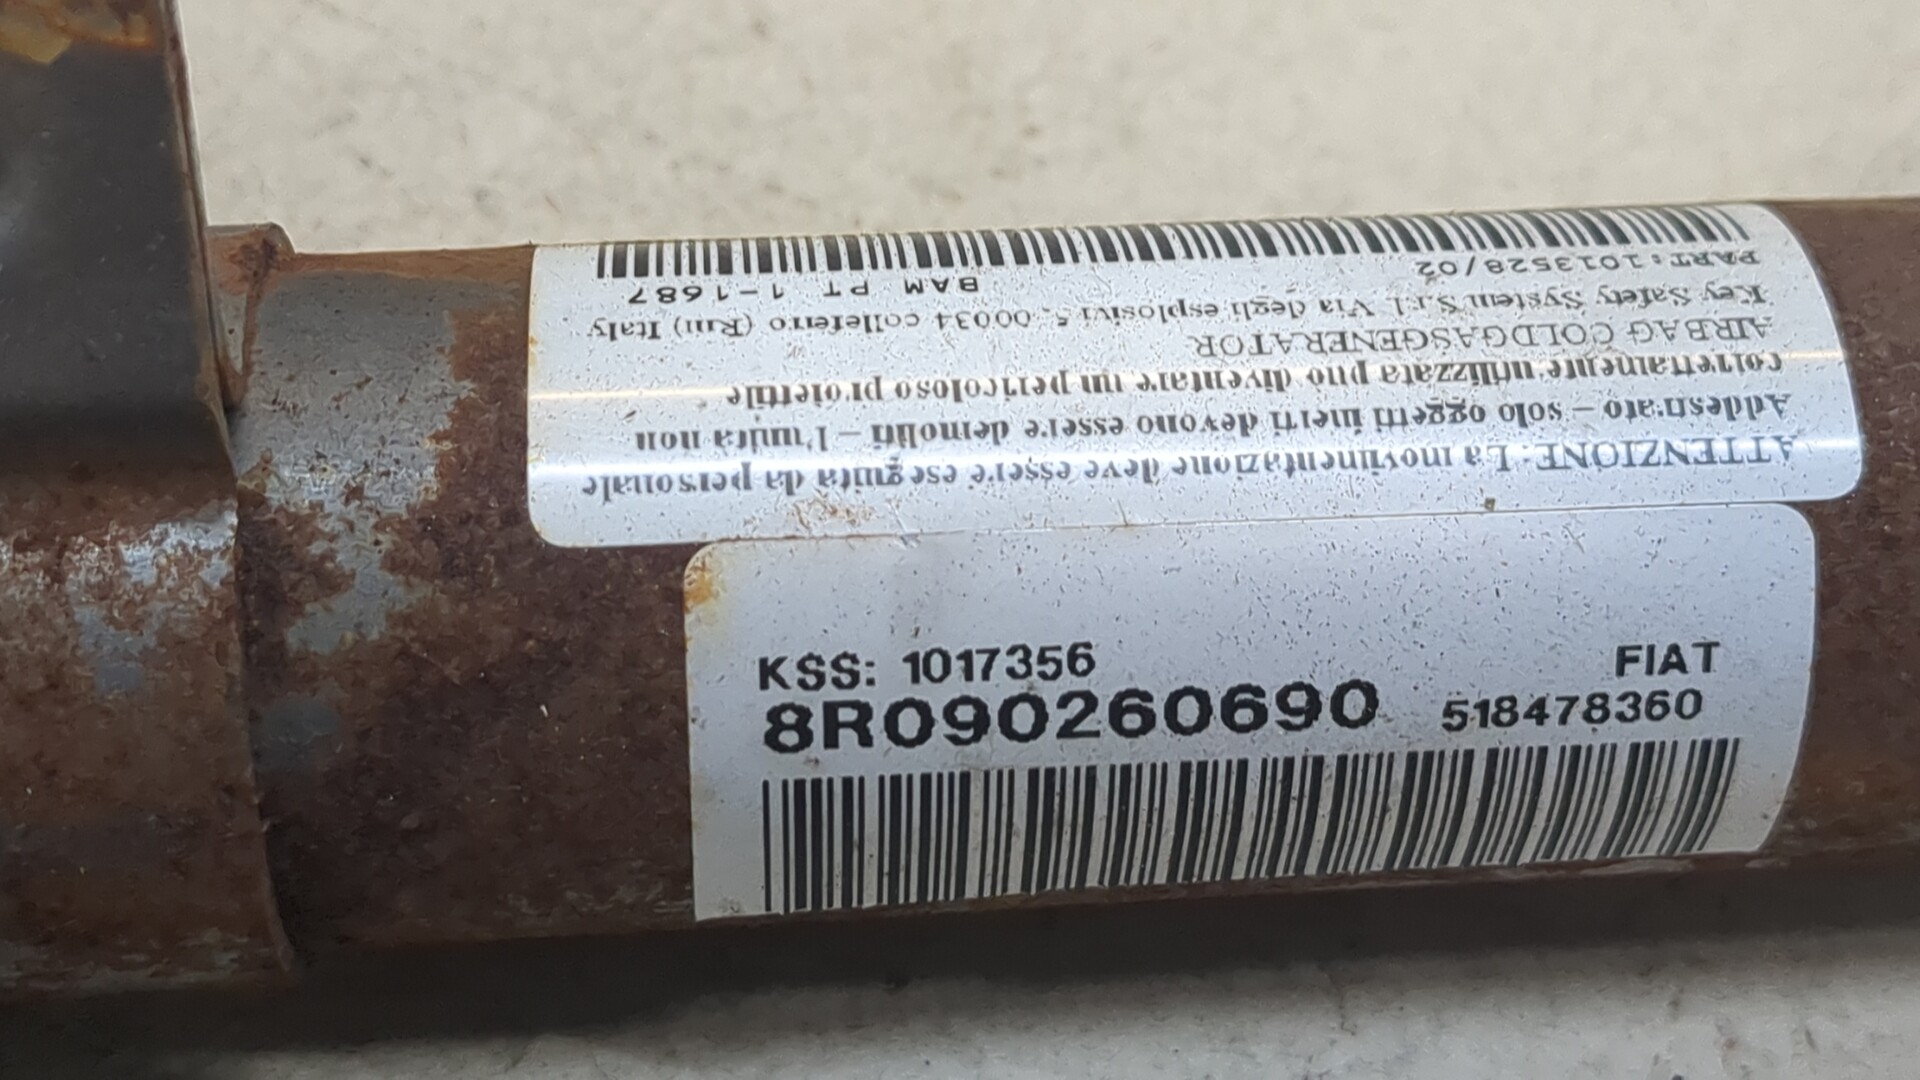 ATTENZIONE: La movimentazione deve essere eseguita da personale
Addestrato – solo oggetti inerti devono essere demoliti – l'unità non
correttamente utilizzata può diventare un pericoloso proiettile
AIRBAG COLDGASGENERATOR
Key Safety System S.r.l. Via degli esplosivi 5, 00034 colleferro (Rm) Italy
BAM PT 1-1687
PART:1013528/02
KSS: 1017356 FIAT
8R090260690 518478360